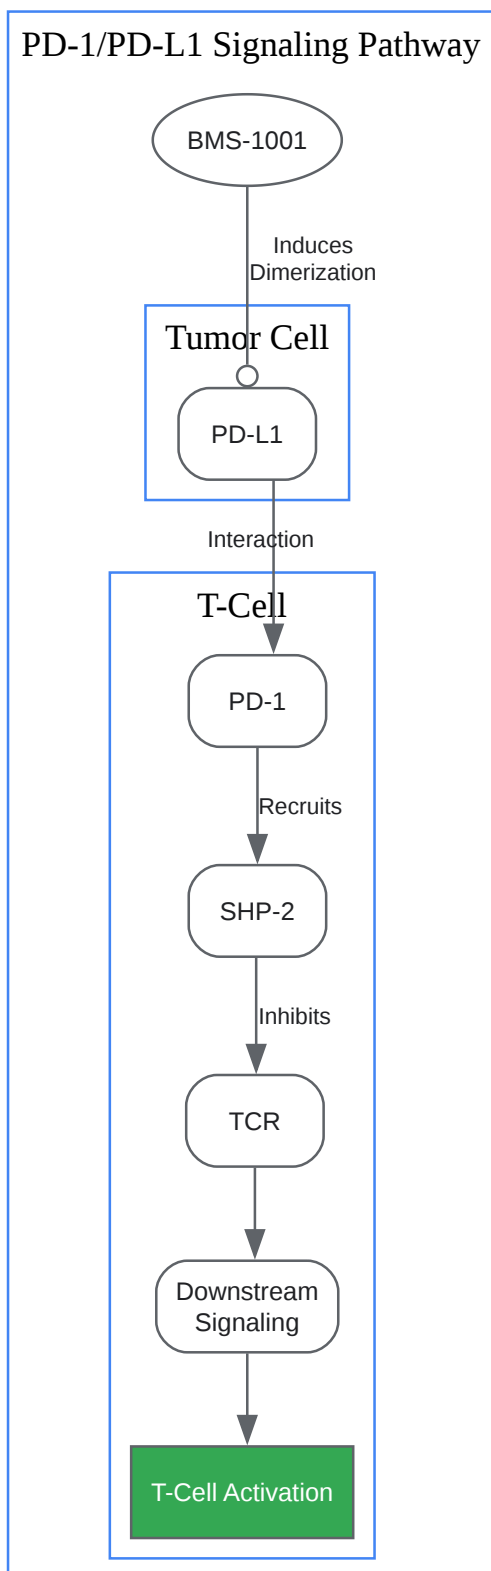 PD-1/PD-L1 Signaling Pathway
BMS-1001
Induces
Dimerization
Tumor Cell
PD-L1
Interaction
T-Cell
PD-1
Recruits
SHP-2
Inhibits
TCR
Downstream
Signaling
T-Cell Activation